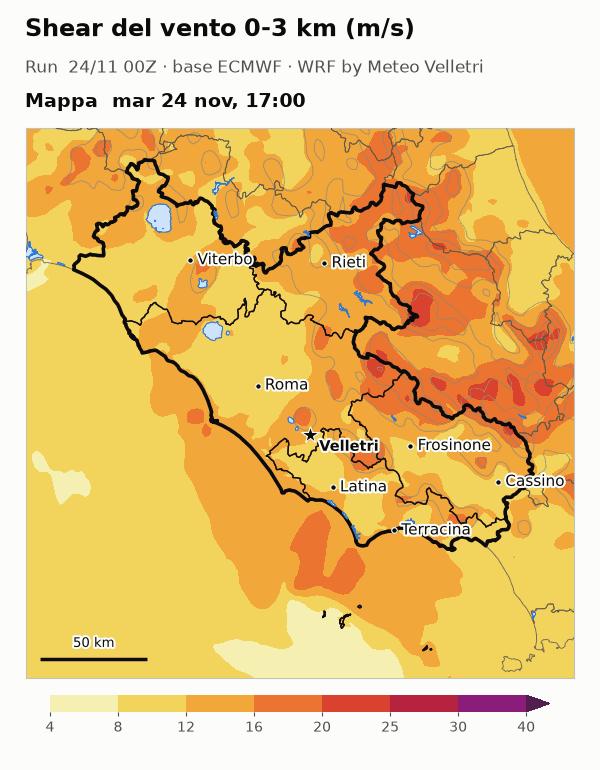 Shear del vento 0-3 km (m/s)
Run  24/11 00Z · base ECMWF · WRF by Meteo Velletri
Mappa  mar 24 nov, 17:00
Viterbo
Rieti
Roma
Velletri
Frosinone
Latina
Cassino
Terracina
50 km
4 8 12 16 20 25 30 40